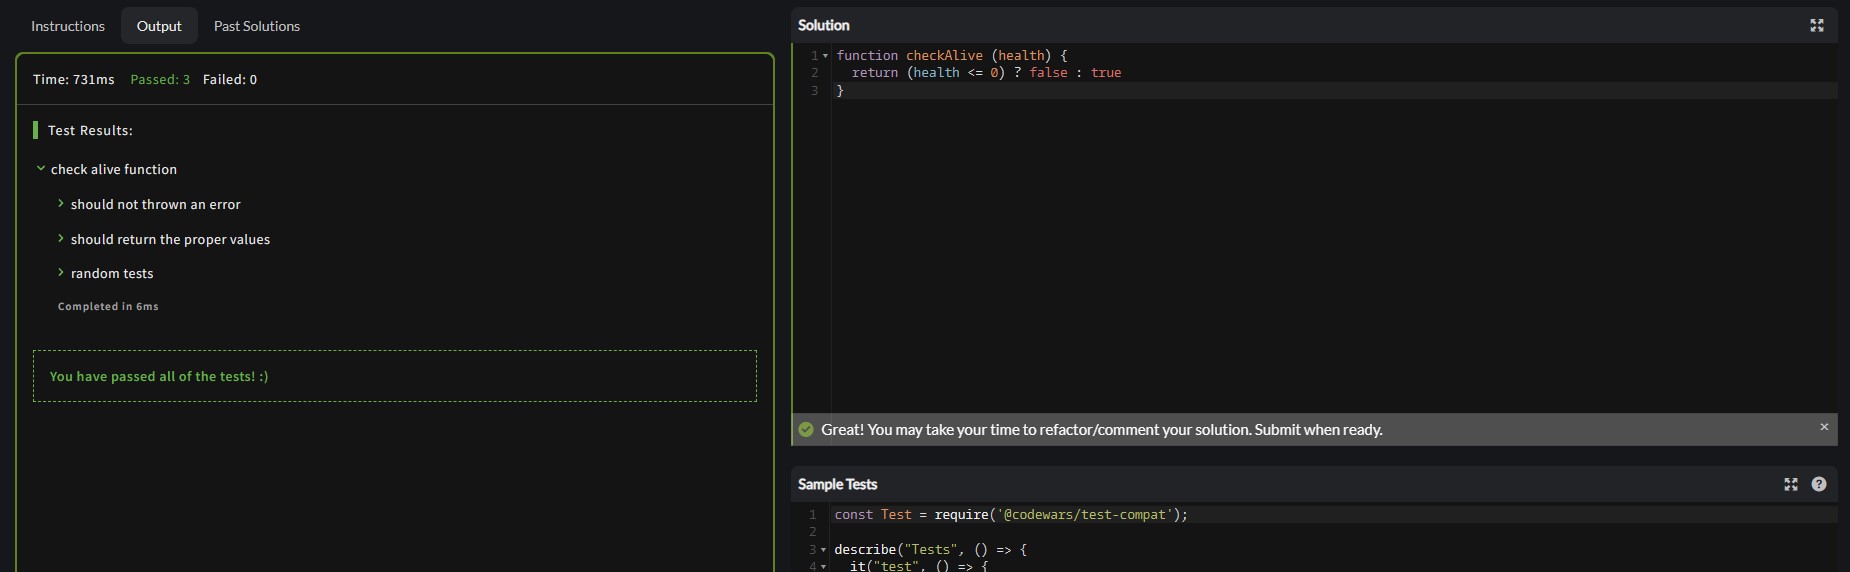 Instructions Output Past Solutions
Time: 731ms Passed: 3 Failed: 0
Test Results:
check alive function
should not thrown an error
should return the proper values
random tests
Completed in 6ms
You have passed all of the tests! :)
Solution
1 function checkAlive (health) {
2 return (health <= 0) ? false : true
3 }
Great! You may take your time to refactor/comment your solution. Submit when ready. ×
Sample Tests ?
1 const Test = require('@codewars/test-compat');
2
3 describe("Tests", () => {
4 it("test", () => {